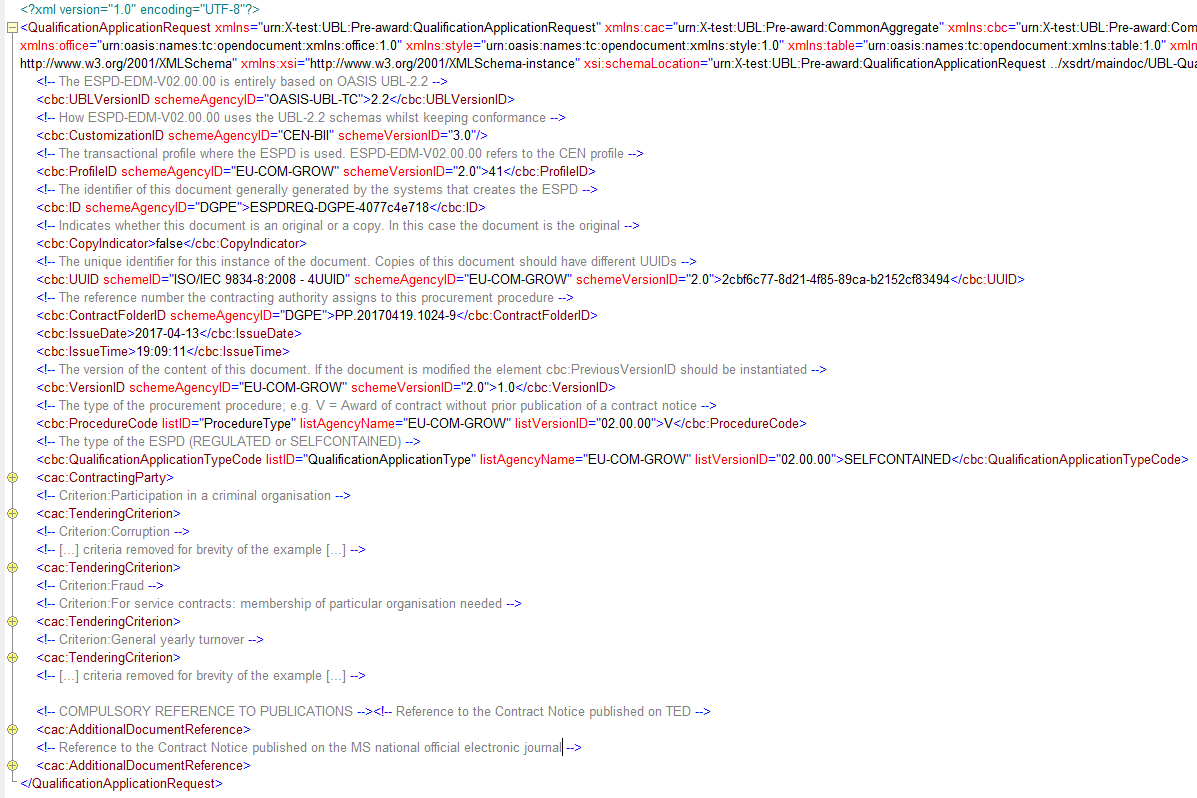 <?xml version="1.0" encoding="UTF-8"?>
<QualificationApplicationRequest xmlns="urn:X-test:UBL:Pre-award:QualificationApplicationRequest" xmlns:cac="urn:X-test:UBL:Pre-award:CommonAggregate" xmlns:cbc="urn:X-test:UBL:Pre-award:Com
xmlns:office="urn:oasis:names:tc:opendocument:xmlns:office:1.0" xmlns:style="urn:oasis:names:tc:opendocument:xmlns:style:1.0" xmlns:table="urn:oasis:names:tc:opendocument:xmlns:table:1.0" xmln
http://www.w3.org/2001/XMLSchema" xmlns:xsi="http://www.w3.org/2001/XMLSchema-instance" xsi:schemaLocation="urn:X-test:UBL:Pre-award:QualificationApplicationRequest ../xsdrt/maindoc/UBL-Qua
<!-- The ESPD-EDM-V02.00.00 is entirely based on OASIS UBL-2.2 -->
<cbc:UBLVersionID schemeAgencyID="OASIS-UBL-TC">2.2</cbc:UBLVersionID>
<!-- How ESPD-EDM-V02.00.00 uses the UBL-2.2 schemas whilst keeping conformance -->
<cbc:CustomizationID schemeAgencyID="CEN-BII" schemeVersionID="3.0"/>
<!-- The transactional profile where the ESPD is used. ESPD-EDM-V02.00.00 refers to the CEN profile -->
<cbc:ProfileID schemeAgencyID="EU-COM-GROW" schemeVersionID="2.0">41</cbc:ProfileID>
<!-- The identifier of this document generally generated by the systems that creates the ESPD -->
<cbc:ID schemeAgencyID="DGPE">ESPDREQ-DGPE-4077c4e718</cbc:ID>
<!-- Indicates whether this document is an original or a copy. In this case the document is the original -->
<cbc:CopyIndicator>false</cbc:CopyIndicator>
<!-- The unique identifier for this instance of the document. Copies of this document should have different UUIDs -->
<cbc:UUID schemeID="ISO/IEC 9834-8:2008 - 4UUID" schemeAgencyID="EU-COM-GROW" schemeVersionID="2.0">2cbf6c77-8d21-4f85-89ca-b2152cf83494</cbc:UUID>
<!-- The reference number the contracting authority assigns to this procurement procedure -->
<cbc:ContractFolderID schemeAgencyID="DGPE">PP.20170419.1024-9</cbc:ContractFolderID>
<cbc:IssueDate>2017-04-13</cbc:IssueDate>
<cbc:IssueTime>19:09:11</cbc:IssueTime>
<!-- The version of the content of this document. If the document is modified the element cbc:PreviousVersionID should be instantiated -->
<cbc:VersionID schemeAgencyID="EU-COM-GROW" schemeVersionID="2.0">1.0</cbc:VersionID>
<!-- The type of the procurement procedure; e.g. V = Award of contract without prior publication of a contract notice -->
<cbc:ProcedureCode listID="ProcedureType" listAgencyName="EU-COM-GROW" listVersionID="02.00.00">V</cbc:ProcedureCode>
<!-- The type of the ESPD (REGULATED or SELFCONTAINED) -->
<cbc:QualificationApplicationTypeCode listID="QualificationApplicationType" listAgencyName="EU-COM-GROW" listVersionID="02.00.00">SELFCONTAINED</cbc:QualificationApplicationTypeCode>
<cac:ContractingParty>
<!-- Criterion:Participation in a criminal organisation -->
<cac:TenderingCriterion>
<!-- Criterion:Corruption -->
<!-- [...] criteria removed for brevity of the example [...] -->
<cac:TenderingCriterion>
<!-- Criterion:Fraud -->
<!-- Criterion:For service contracts: membership of particular organisation needed -->
<cac:TenderingCriterion>
<!-- Criterion:General yearly turnover -->
<cac:TenderingCriterion>
<!-- [...] criteria removed for brevity of the example [...] -->
<!-- COMPULSORY REFERENCE TO PUBLICATIONS --><!-- Reference to the Contract Notice published on TED -->
<cac:AdditionalDocumentReference>
<!-- Reference to the Contract Notice published on the MS national official electronic journal -->
<cac:AdditionalDocumentReference>
</QualificationApplicationRequest>